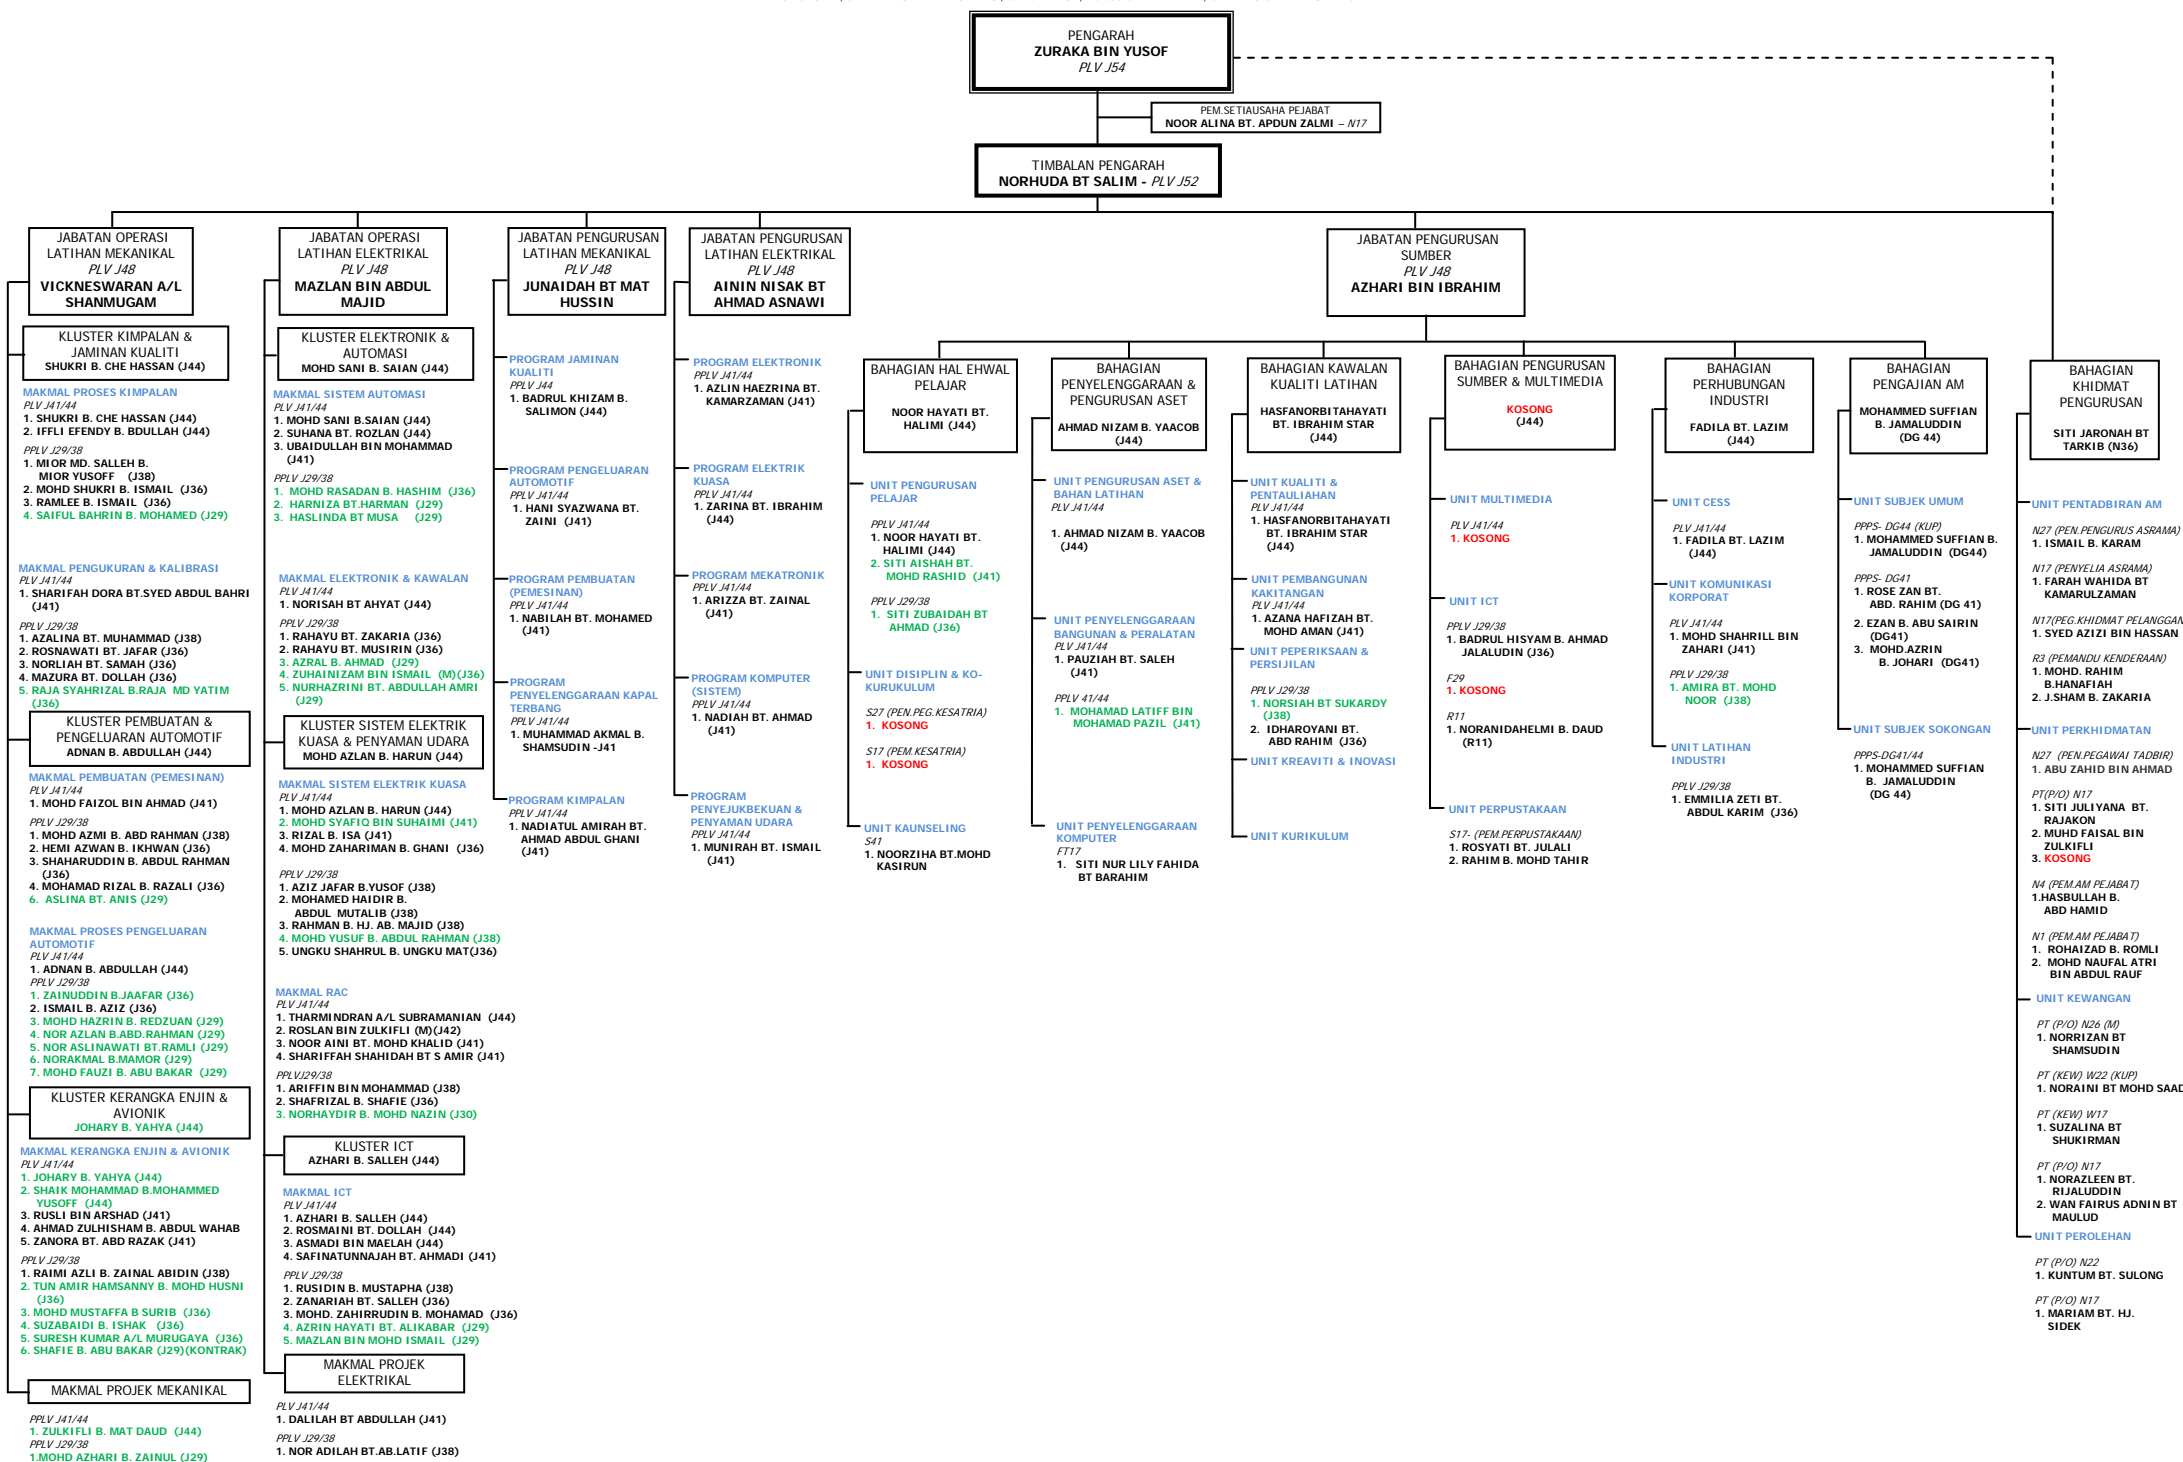 PENGARAH
ZURAKA BIN YUSOF
PLV J54
PEM.SETIAUSAHA PEJABAT
NOOR ALINA BT. APDUN ZALMI – N17
TIMBALAN PENGARAH
NORHUDA BT SALIM - PLV J52
JABATAN OPERASI
LATIHAN MEKANIKAL
PLV J48
VICKNESWARAN A/L
SHANMUGAM
KLUSTER KIMPALAN &
JAMINAN KUALITI
SHUKRI B. CHE HASSAN (J44)
MAKMAL PROSES KIMPALAN
PLV J41/44
1. SHUKRI B. CHE HASSAN (J44)
2. IFFLI EFENDY B. BDULLAH (J44)
PPLV J29/38
1. MIOR MD. SALLEH B.
MIOR YUSOFF (J38)
2. MOHD SHUKRI B. ISMAIL (J36)
3. RAMLEE B. ISMAIL (J36)
4. SAIFUL BAHRIN B. MOHAMED (J29)
MAKMAL PENGUKURAN & KALIBRASI
PLV J41/44
1. SHARIFAH DORA BT.SYED ABDUL BAHRI
(J41)
PPLV J29/38
1. AZALINA BT. MUHAMMAD (J38)
2. ROSNAWATI BT. JAFAR (J36)
3. NORLIAH BT. SAMAH (J36)
4. MAZURA BT. DOLLAH (J36)
5. RAJA SYAHRIZAL B.RAJA MD YATIM
(J36)
KLUSTER PEMBUATAN &
PENGELUARAN AUTOMOTIF
ADNAN B. ABDULLAH (J44)
MAKMAL PEMBUATAN (PEMESINAN)
PLV J41/44
1. MOHD FAIZOL BIN AHMAD (J41)
PPLV J29/38
1. MOHD AZMI B. ABD RAHMAN (J38)
2. HEMI AZWAN B. IKHWAN (J36)
3. SHAHARUDDIN B. ABDUL RAHMAN
(J36)
4. MOHAMAD RIZAL B. RAZALI (J36)
6. ASLINA BT. ANIS (J29)
MAKMAL PROSES PENGELUARAN
AUTOMOTIF
PLV J41/44
1. ADNAN B. ABDULLAH (J44)
PPLV J29/38
1. ZAINUDDIN B.JAAFAR (J36)
2. ISMAIL B. AZIZ (J36)
3. MOHD HAZRIN B. REDZUAN (J29)
4. NOR AZLAN B.ABD.RAHMAN (J29)
5. NOR ASLINAWATI BT.RAMLI (J29)
6. NORAKMAL B.MAMOR (J29)
7. MOHD FAUZI B. ABU BAKAR (J29)
KLUSTER KERANGKA ENJIN &
AVIONIK
JOHARY B. YAHYA (J44)
MAKMAL KERANGKA ENJIN & AVIONIK
PLV J41/44
1. JOHARY B. YAHYA (J44)
2. SHAIK MOHAMMAD B.MOHAMMED
YUSOFF (J44)
3. RUSLI BIN ARSHAD (J41)
4. AHMAD ZULHISHAM B. ABDUL WAHAB
5. ZANORA BT. ABD RAZAK (J41)
PPLV J29/38
1. RAIMI AZLI B. ZAINAL ABIDIN (J38)
2. TUN AMIR HAMSANNY B. MOHD HUSNI
(J36)
3. MOHD MUSTAFFA B SURIB (J36)
4. SUZABAIDI B. ISHAK (J36)
5. SURESH KUMAR A/L MURUGAYA (J36)
6. SHAFIE B. ABU BAKAR (J29)(KONTRAK)
MAKMAL PROJEK MEKANIKAL
PPLV J41/44
1. ZULKIFLI B. MAT DAUD (J44)
PPLV J29/38
1.MOHD AZHARI B. ZAINUL (J29)
JABATAN OPERASI
LATIHAN ELEKTRIKAL
PLV J48
MAZLAN BIN ABDUL
MAJID
KLUSTER ELEKTRONIK &
AUTOMASI
MOHD SANI B. SAIAN (J44)
MAKMAL SISTEM AUTOMASI
PLV J41/44
1. MOHD SANI B.SAIAN (J44)
2. SUHANA BT. ROZLAN (J44)
3. UBAIDULLAH BIN MOHAMMAD
(J41)
PPLV J29/38
1. MOHD RASADAN B. HASHIM (J36)
2. HARNIZA BT.HARMAN (J29)
3. HASLINDA BT MUSA (J29)
MAKMAL ELEKTRONIK & KAWALAN
PLV J41/44
1. NORISAH BT AHYAT (J44)
PPLV J29/38
1. RAHAYU BT. ZAKARIA (J36)
2. RAHAYU BT. MUSIRIN (J36)
3. AZRAL B. AHMAD (J29)
4. ZUHAINIZAM BIN ISMAIL (M)(J36)
5. NURHAZRINI BT. ABDULLAH AMRI
(J29)
KLUSTER SISTEM ELEKTRIK
KUASA & PENYAMAN UDARA
MOHD AZLAN B. HARUN (J44)
MAKMAL SISTEM ELEKTRIK KUASA
PLV J41/44
1. MOHD AZLAN B. HARUN (J44)
2. MOHD SYAFIQ BIN SUHAIMI (J41)
3. RIZAL B. ISA (J41)
4. MOHD ZAHARIMAN B. GHANI (J36)
PPLV J29/38
1. AZIZ JAFAR B.YUSOF (J38)
2. MOHAMED HAIDIR B.
ABDUL MUTALIB (J38)
3. RAHMAN B. HJ. AB. MAJID (J38)
4. MOHD YUSUF B. ABDUL RAHMAN (J38)
5. UNGKU SHAHRUL B. UNGKU MAT(J36)
MAKMAL RAC
PLV J41/44
1. THARMINDRAN A/L SUBRAMANIAN (J44)
2. ROSLAN BIN ZULKIFLI (M)(J42)
3. NOOR AINI BT. MOHD KHALID (J41)
4. SHARIFFAH SHAHIDAH BT S AMIR (J41)
PPLVJ29/38
1. ARIFFIN BIN MOHAMMAD (J38)
2. SHAFRIZAL B. SHAFIE (J36)
3. NORHAYDIR B. MOHD NAZIN (J30)
KLUSTER ICT
AZHARI B. SALLEH (J44)
MAKMAL ICT
PLV J41/44
1. AZHARI B. SALLEH (J44)
2. ROSMAINI BT. DOLLAH (J44)
3. ASMADI BIN MAELAH (J44)
4. SAFINATUNNAJAH BT. AHMADI (J41)
PPLV J29/38
1. RUSIDIN B. MUSTAPHA (J38)
2. ZANARIAH BT. SALLEH (J36)
3. MOHD. ZAHIRRUDIN B. MOHAMAD (J36)
4. AZRIN HAYATI BT. ALIKABAR (J29)
5. MAZLAN BIN MOHD ISMAIL (J29)
MAKMAL PROJEK
ELEKTRIKAL
PLV J41/44
1. DALILAH BT ABDULLAH (J41)
PPLV J29/38
1. NOR ADILAH BT.AB.LATIF (J38)
JABATAN PENGURUSAN
LATIHAN MEKANIKAL
PLV J48
JUNAIDAH BT MAT
HUSSIN
PROGRAM JAMINAN
KUALITI
PPLV J44
1. BADRUL KHIZAM B.
SALIMON (J44)
PROGRAM PENGELUARAN
AUTOMOTIF
PPLV J41/44
1. HANI SYAZWANA BT.
ZAINI (J41)
PROGRAM PEMBUATAN
(PEMESINAN)
PPLV J41/44
1. NABILAH BT. MOHAMED
(J41)
PROGRAM
PENYELENGGARAAN KAPAL
TERBANG
PPLV J41/44
1. MUHAMMAD AKMAL B.
SHAMSUDIN -J41
PROGRAM KIMPALAN
PPLV J41/44
1. NADIATUL AMIRAH BT.
AHMAD ABDUL GHANI
(J41)
JABATAN PENGURUSAN
LATIHAN ELEKTRIKAL
PLV J48
AININ NISAK BT
AHMAD ASNAWI
PROGRAM ELEKTRONIK
PPLV J41/44
1. AZLIN HAEZRINA BT.
KAMARZAMAN (J41)
PROGRAM ELEKTRIK
KUASA
PPLV J41/44
1. ZARINA BT. IBRAHIM
(J44)
PROGRAM MEKATRONIK
PPLV J41/44
1. ARIZZA BT. ZAINAL
(J41)
PROGRAM KOMPUTER
(SISTEM)
PPLV J41/44
1. NADIAH BT. AHMAD
(J41)
PROGRAM
PENYEJUKBEKUAN &
PENYAMAN UDARA
PPLV J41/44
1. MUNIRAH BT. ISMAIL
(J41)
JABATAN PENGURUSAN
SUMBER
PLV J48
AZHARI BIN IBRAHIM
BAHAGIAN HAL EHWAL
PELAJAR
NOOR HAYATI BT.
HALIMI (J44)
UNIT PENGURUSAN
PELAJAR
PPLV J41/44
1. NOOR HAYATI BT.
HALIMI (J44)
2. SITI AISHAH BT.
MOHD RASHID (J41)
PPLV J29/38
1. SITI ZUBAIDAH BT
AHMAD (J36)
UNIT DISIPLIN & KO-
KURUKULUM
S27 (PEN.PEG.KESATRIA)
1. KOSONG
S17 (PEM.KESATRIA)
1. KOSONG
UNIT KAUNSELING
S41
1. NOORZIHA BT.MOHD
KASIRUN
BAHAGIAN
PENYELENGGARAAN &
PENGURUSAN ASET
AHMAD NIZAM B. YAACOB
(J44)
UNIT PENGURUSAN ASET &
BAHAN LATIHAN
PLV J41/44
1. AHMAD NIZAM B. YAACOB
(J44)
UNIT PENYELENGGARAAN
BANGUNAN & PERALATAN
PLV J41/44
1. PAUZIAH BT. SALEH
(J41)
PPLV 41/44
1. MOHAMAD LATIFF BIN
MOHAMAD PAZIL (J41)
UNIT PENYELENGGARAAN
KOMPUTER
FT17
1. SITI NUR LILY FAHIDA
BT BARAHIM
BAHAGIAN KAWALAN
KUALITI LATIHAN
HASFANORBITAHAYATI
BT. IBRAHIM STAR
(J44)
UNIT KUALITI &
PENTAULIAHAN
PLV J41/44
1. HASFANORBITAHAYATI
BT. IBRAHIM STAR
(J44)
UNIT PEMBANGUNAN
KAKITANGAN
PLV J41/44
1. AZANA HAFIZAH BT.
MOHD AMAN (J41)
UNIT PEPERIKSAAN &
PERSIJILAN
PPLV J29/38
1. NORSIAH BT SUKARDY
(J38)
2. IDHAROYANI BT.
ABD RAHIM (J36)
UNIT KREAVITI & INOVASI
UNIT KURIKULUM
BAHAGIAN PENGURUSAN
SUMBER & MULTIMEDIA
KOSONG
(J44)
UNIT MULTIMEDIA
PLV J41/44
1. KOSONG
UNIT ICT
PPLV J29/38
1. BADRUL HISYAM B. AHMAD
JALALUDIN (J36)
F29
1. KOSONG
R11
1. NORANIDAHELMI B. DAUD
(R11)
UNIT PERPUSTAKAAN
S17- (PEM.PERPUSTAKAAN)
1. ROSYATI BT. JULALI
2. RAHIM B. MOHD TAHIR
BAHAGIAN
PERHUBUNGAN
INDUSTRI
FADILA BT. LAZIM
(J44)
UNIT CESS
PLV J41/44
1. FADILA BT. LAZIM
(J44)
UNIT KOMUNIKASI
KORPORAT
PLV J41/44
1. MOHD SHAHRILL BIN
ZAHARI (J41)
PPLV J29/38
1. AMIRA BT. MOHD
NOOR (J38)
UNIT LATIHAN
INDUSTRI
PPLV J29/38
1. EMMILIA ZETI BT.
ABDUL KARIM (J36)
BAHAGIAN
PENGAJIAN AM
MOHAMMED SUFFIAN
B. JAMALUDDIN
(DG 44)
UNIT SUBJEK UMUM
PPPS- DG44 (KUP)
1. MOHAMMED SUFFIAN B.
JAMALUDDIN (DG44)
PPPS- DG41
1. ROSE ZAN BT.
ABD. RAHIM (DG 41)
2. EZAN B. ABU SAIRIN
(DG41)
3. MOHD.AZRIN
B. JOHARI (DG41)
UNIT SUBJEK SOKONGAN
PPPS-DG41/44
1. MOHAMMED SUFFIAN
B. JAMALUDDIN
(DG 44)
BAHAGIAN
KHIDMAT
PENGURUSAN
SITI JARONAH BT
TARKIB (N36)
UNIT PENTADBIRAN AM
N27 (PEN.PENGURUS ASRAMA)
1. ISMAIL B. KARAM
N17 (PENYELIA ASRAMA)
1. FARAH WAHIDA BT
KAMARULZAMAN
N17(PEG.KHIDMAT PELANGGAN
1. SYED AZIZI BIN HASSAN
R3 (PEMANDU KENDERAAN)
1. MOHD. RAHIM
B.HANAFIAH
2. J.SHAM B. ZAKARIA
UNIT PERKHIDMATAN
N27 (PEN.PEGAWAI TADBIR)
1. ABU ZAHID BIN AHMAD
PT(P/O) N17
1. SITI JULIYANA BT.
RAJAKON
2. MUHD FAISAL BIN
ZULKIFLI
3. KOSONG
N4 (PEM.AM PEJABAT)
1.HASBULLAH B.
ABD HAMID
N1 (PEM.AM PEJABAT)
1. ROHAIZAD B. ROMLI
2. MOHD NAUFAL ATRI
BIN ABDUL RAUF
UNIT KEWANGAN
PT (P/O) N26 (M)
1. NORRIZAN BT
SHAMSUDIN
PT (KEW) W22 (KUP)
1. NORAINI BT MOHD SAAD
PT (KEW) W17
1. SUZALINA BT
SHUKIRMAN
PT (P/O) N17
1. NORAZLEEN BT.
RIJALUDDIN
2. WAN FAIRUS ADNIN BT
MAULUD
UNIT PEROLEHAN
PT (P/O) N22
1. KUNTUM BT. SULONG
PT (P/O) N17
1. MARIAM BT. HJ.
SIDEK